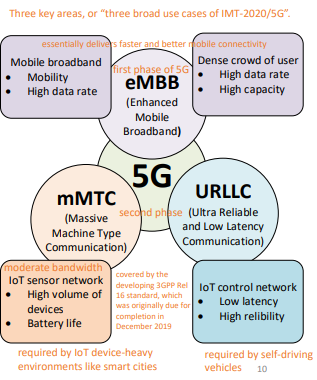 Three key areas, or “three broad use cases of IMT-2020/5G”.
essentially delivers faster and better mobile connectivity
Mobile broadband
• Mobility
• High data rate
first phase of 5G
eMBB
(Enhanced
Mobile
Broadband)
Dense crowd of user
• High data rate
• High capacity
5G
second phase
mMTC
(Massive
Machine Type
Communication)
URLLC
(Ultra Reliable
and Low Latency
Communication)
moderate bandwidth
IoT sensor network
• High volume of
devices
• Battery life
covered by the
developing 3GPP Rel
16 standard, which
was originally due for
completion in
December 2019
IoT control network
• Low latency
• High relibility
required by IoT device-heavy
environments like smart cities
required by self-driving
vehicles
10